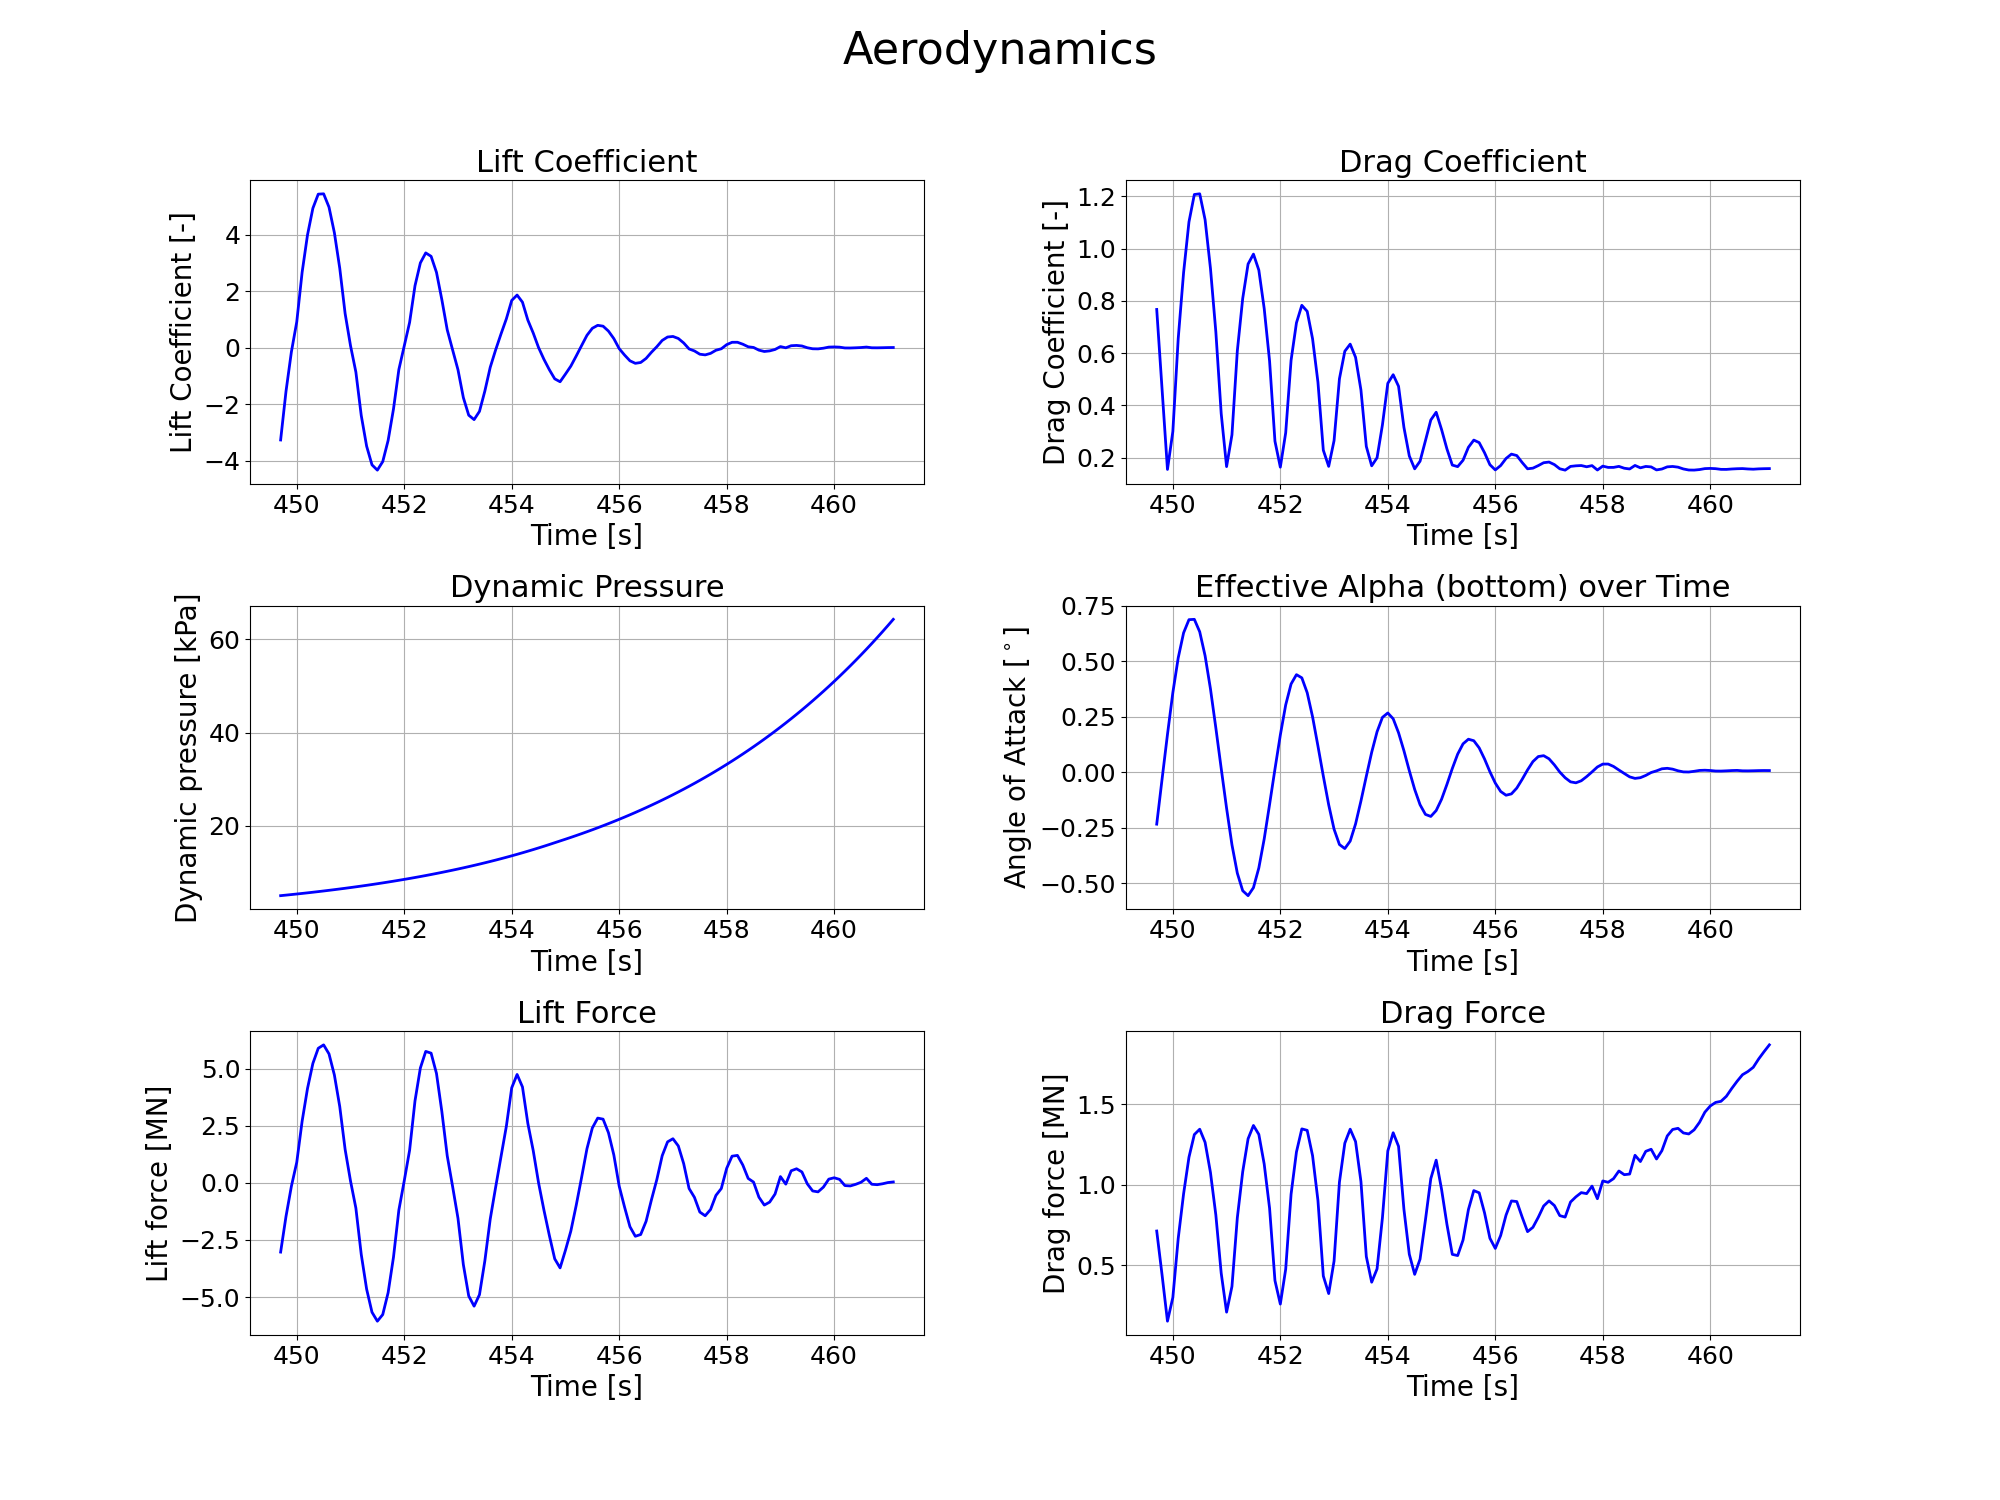 Aerodynamics
Lift Coefficient
Lift Coefficient [-]
4
2
0
−2
−4
450 452 454 456 458 460
Time [s]
Drag Coefficient
Drag Coefficient [-]
1.2
1.0
0.8
0.6
0.4
0.2
450 452 454 456 458 460
Time [s]
Dynamic Pressure
Dynamic pressure [kPa]
60
40
20
450 452 454 456 458 460
Time [s]
Effective Alpha (bottom) over Time
Angle of Attack [°]
0.75
0.50
0.25
0.00
−0.25
−0.50
450 452 454 456 458 460
Time [s]
Lift Force
Lift force [MN]
5.0
2.5
0.0
−2.5
−5.0
450 452 454 456 458 460
Time [s]
Drag Force
Drag force [MN]
1.5
1.0
0.5
450 452 454 456 458 460
Time [s]